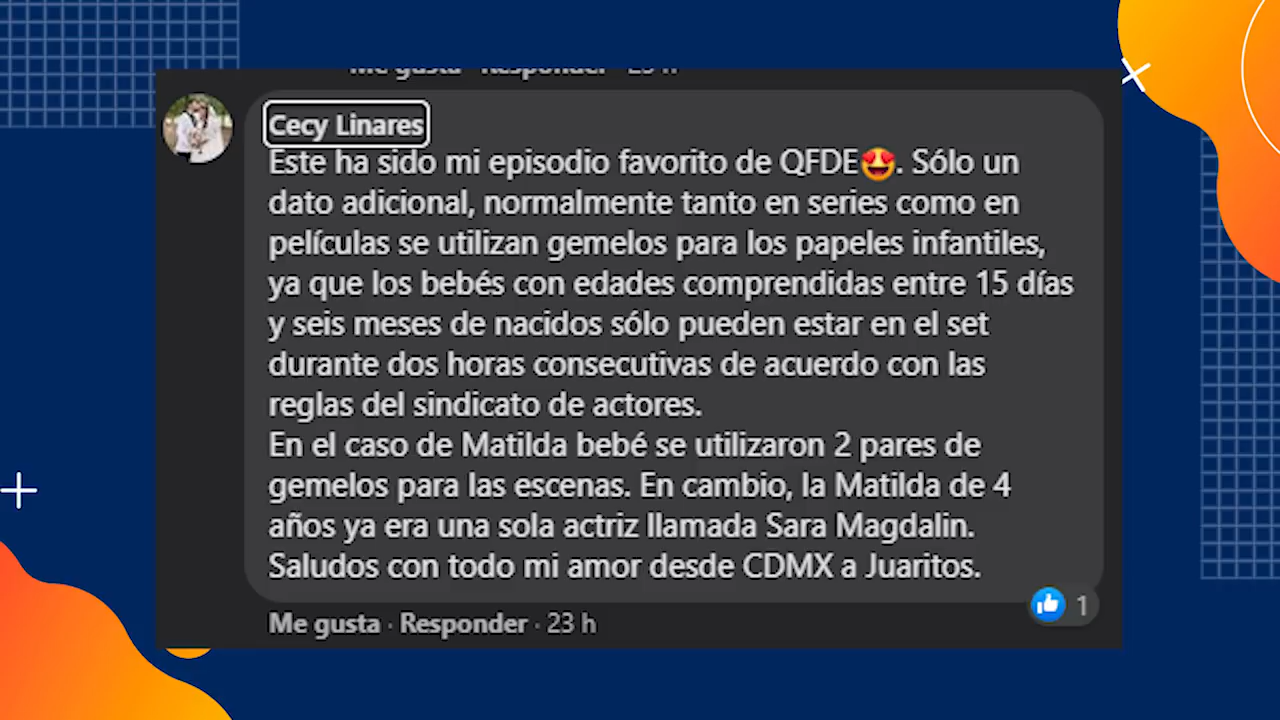 Me gusta Responder 23 h
Cecy Linares
Este ha sido mi episodio favorito de QFDE😍. Sólo un
dato adicional, normalmente tanto en series como en
películas se utilizan gemelos para los papeles infantiles,
ya que los bebés con edades comprendidas entre 15 días
y seis meses de nacidos sólo pueden estar en el set
durante dos horas consecutivas de acuerdo con las
reglas del sindicato de actores.
En el caso de Matilda bebé se utilizaron 2 pares de
gemelos para las escenas. En cambio, la Matilda de 4
años ya era una sola actriz llamada Sara Magdalin.
Saludos con todo mi amor desde CDMX a Juaritos.
1
Me gusta · Responder · 23 h